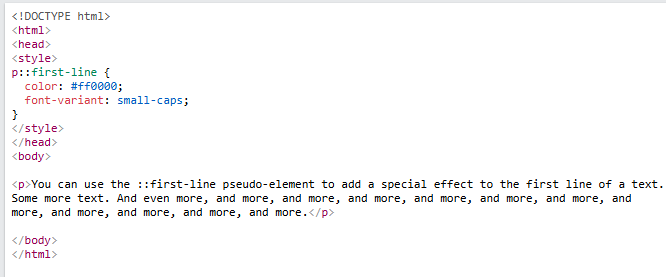 <!DOCTYPE html>
<html>
<head>
<style>
p::first-line {
  color: #ff0000;
  font-variant: small-caps;
}
</style>
</head>
<body>

<p>You can use the ::first-line pseudo-element to add a special effect to the first line of a text.
Some more text. And even more, and more, and more, and more, and more, and more, and more, and
more, and more, and more, and more, and more.</p>

</body>
</html>